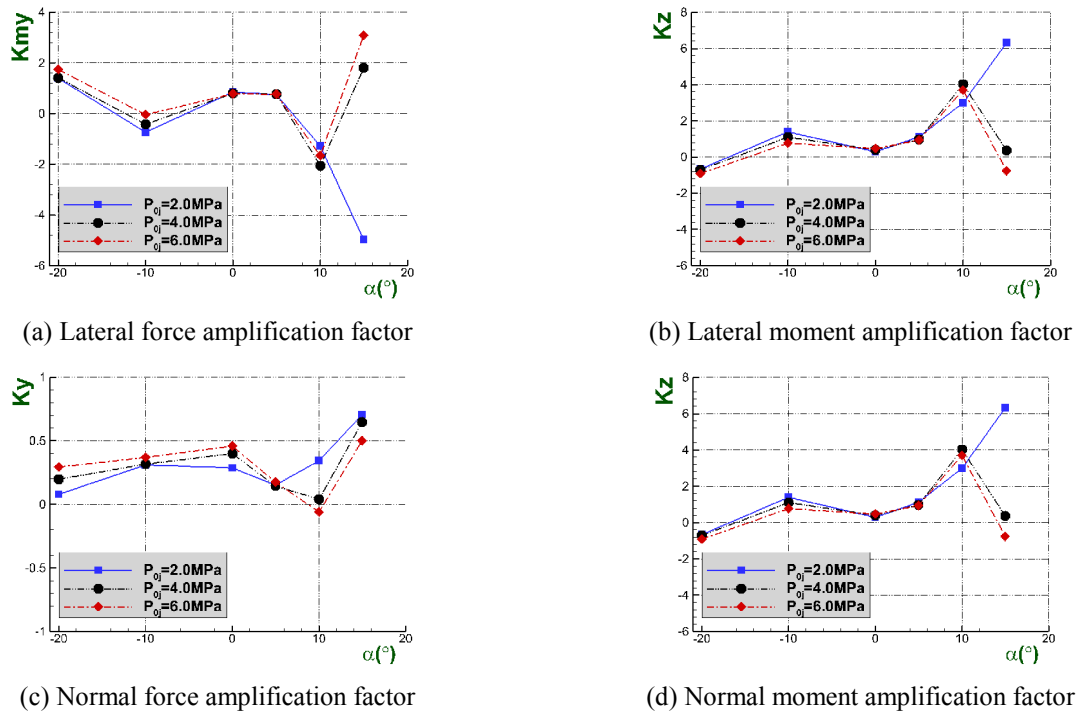 Kmy
4
2
0
-2
-4
-6
-20
-10
0
10
20
α(°)
P0j=2.0MPa
P0j=4.0MPa
P0j=6.0MPa
(a) Lateral force amplification factor
Kz
8
6
4
2
0
-2
-4
-6
-20
-10
0
10
20
α(°)
P0j=2.0MPa
P0j=4.0MPa
P0j=6.0MPa
(b) Lateral moment amplification factor
Ky
1
0.5
0
-0.5
-1
-20
-10
0
10
20
α(°)
P0j=2.0MPa
P0j=4.0MPa
P0j=6.0MPa
(c) Normal force amplification factor
Kz
8
6
4
2
0
-2
-4
-6
-20
-10
0
10
20
α(°)
P0j=2.0MPa
P0j=4.0MPa
P0j=6.0MPa
(d) Normal moment amplification factor